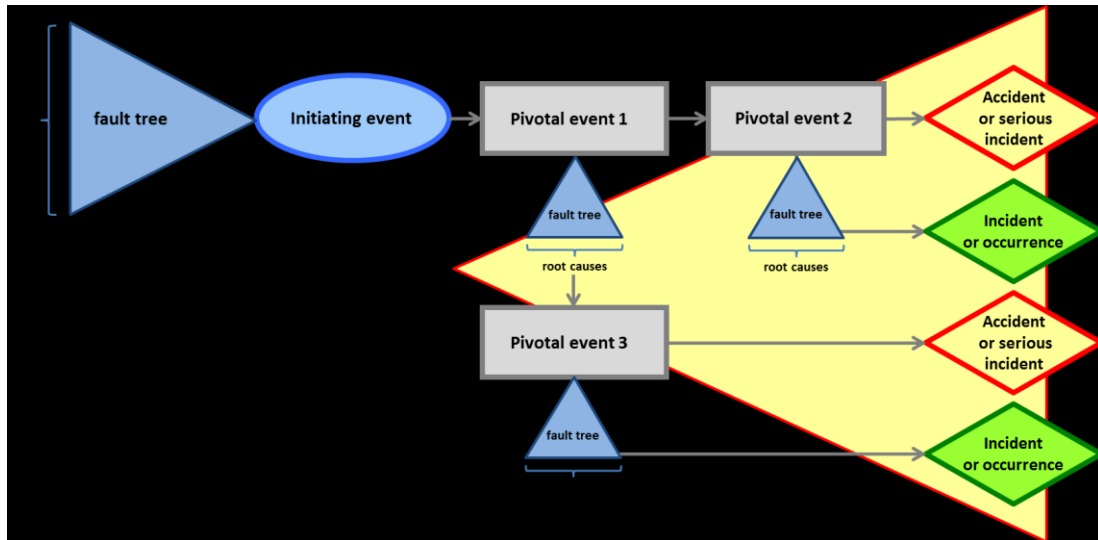 fault tree
Initiating event
Pivotal event 1
Pivotal event 2
Accident
or serious
incident
fault tree
root causes
fault tree
root causes
Incident
or occurrence
Pivotal event 3
Accident
or serious
incident
fault tree
Incident
or occurrence